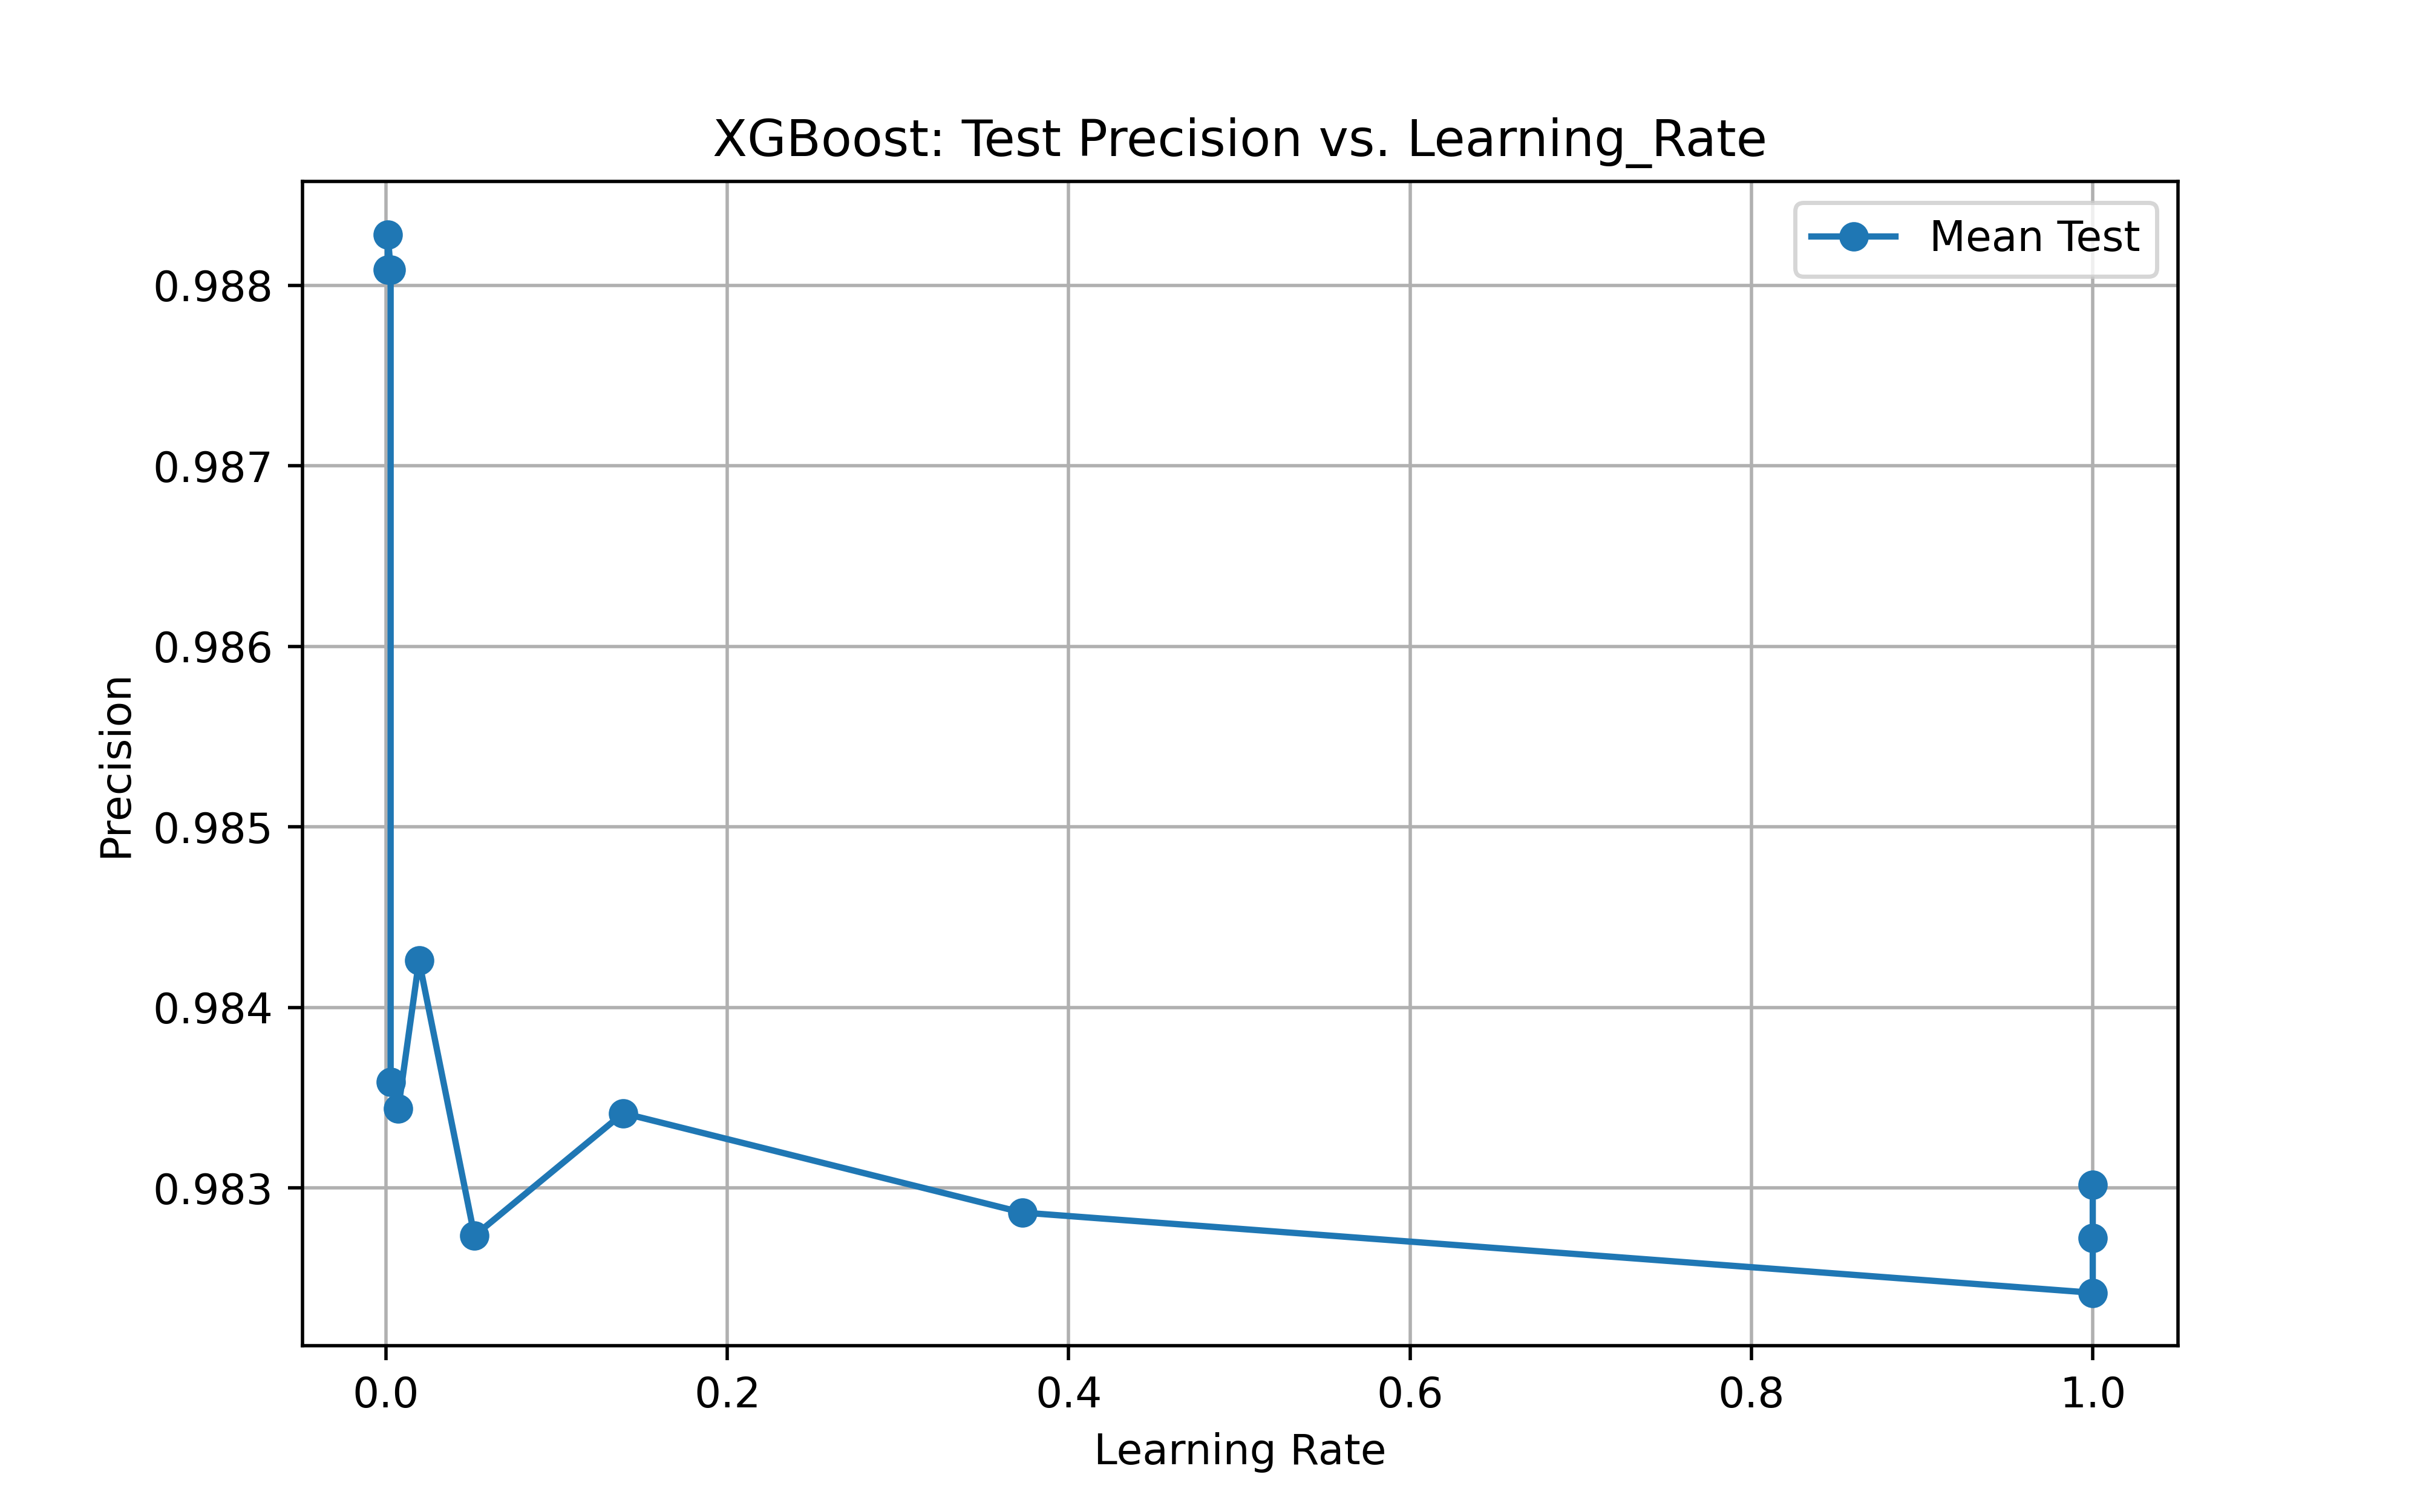 XGBoost: Test Precision vs. Learning_Rate
Mean Test
0.988
0.987
0.986
0.985
0.984
0.983
Precision
0.0 0.2 0.4 0.6 0.8 1.0
Learning Rate